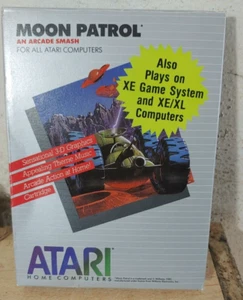 MOON PATROL
AN ARCADE SMASH
FOR ALL ATARI COMPUTERS
Also
Plays on
XE Game System
and XE/XL
Computers
Sensational 3-D Graphics
Appealing Theme Music
Arcade Action at Home!
Cartridge
ATARI
HOME COMPUTERS